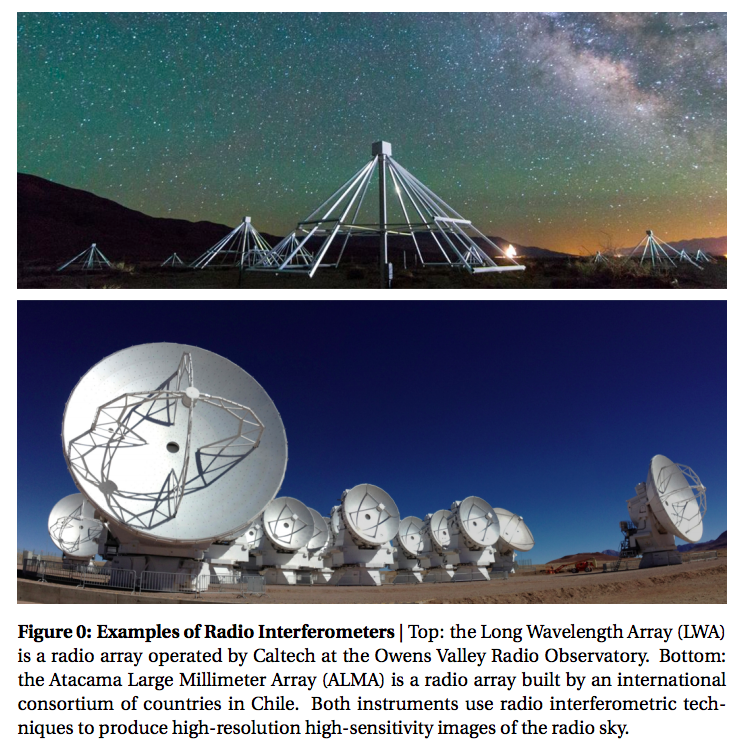 Figure 0: Examples of Radio Interferometers | Top: the Long Wavelength Array (LWA)
is a radio array operated by Caltech at the Owens Valley Radio Observatory. Bottom:
the Atacama Large Millimeter Array (ALMA) is a radio array built by an international
consortium of countries in Chile. Both instruments use radio interferometric tech-
niques to produce high-resolution high-sensitivity images of the radio sky.